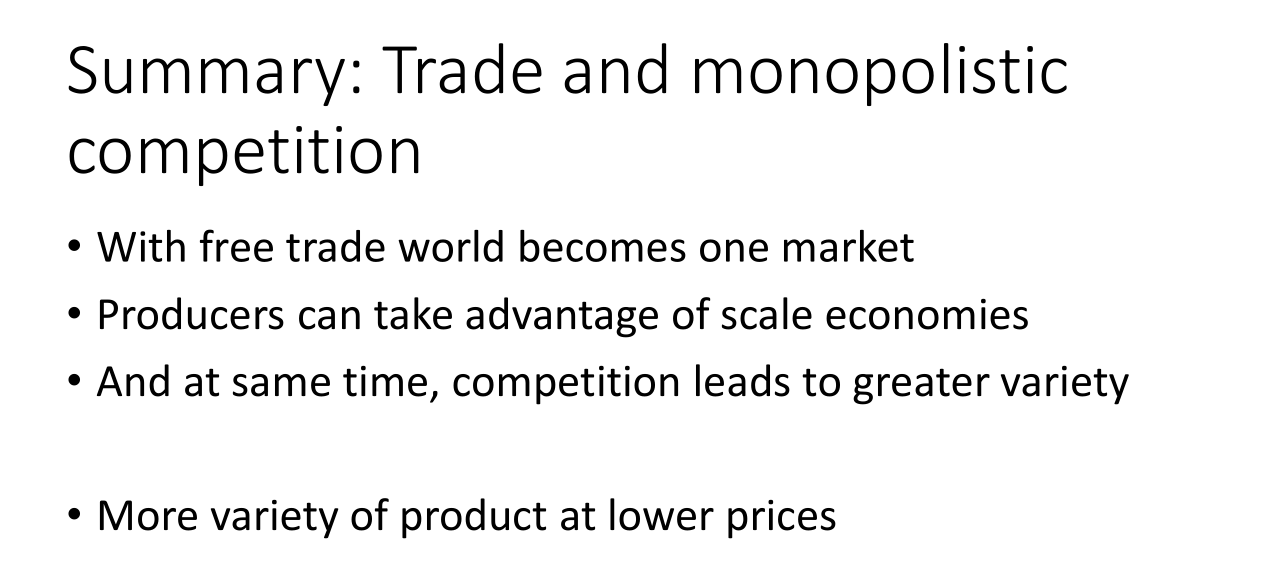 Summary: Trade and monopolistic
competition
• With free trade world becomes one market
• Producers can take advantage of scale economies
• And at same time, competition leads to greater variety
• More variety of product at lower prices